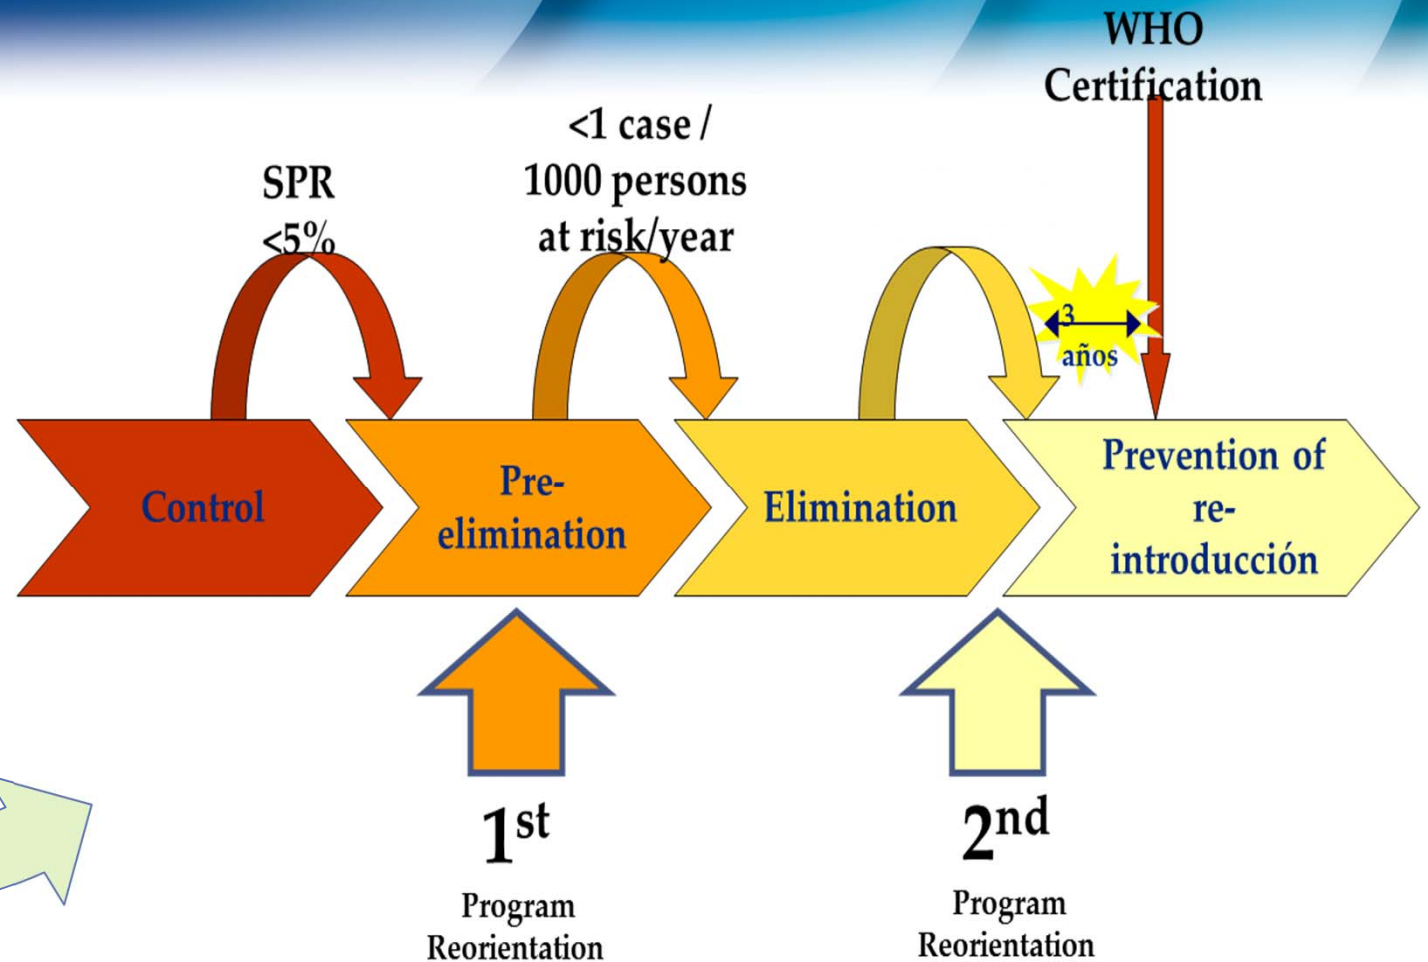 WHO
Certification
<1 case /
1000 persons
at risk/year
SPR
<5%
3
años
Control
Pre-
elimination
Elimination
Prevention of
re-
introducción
1st
Program
Reorientation
2nd
Program
Reorientation